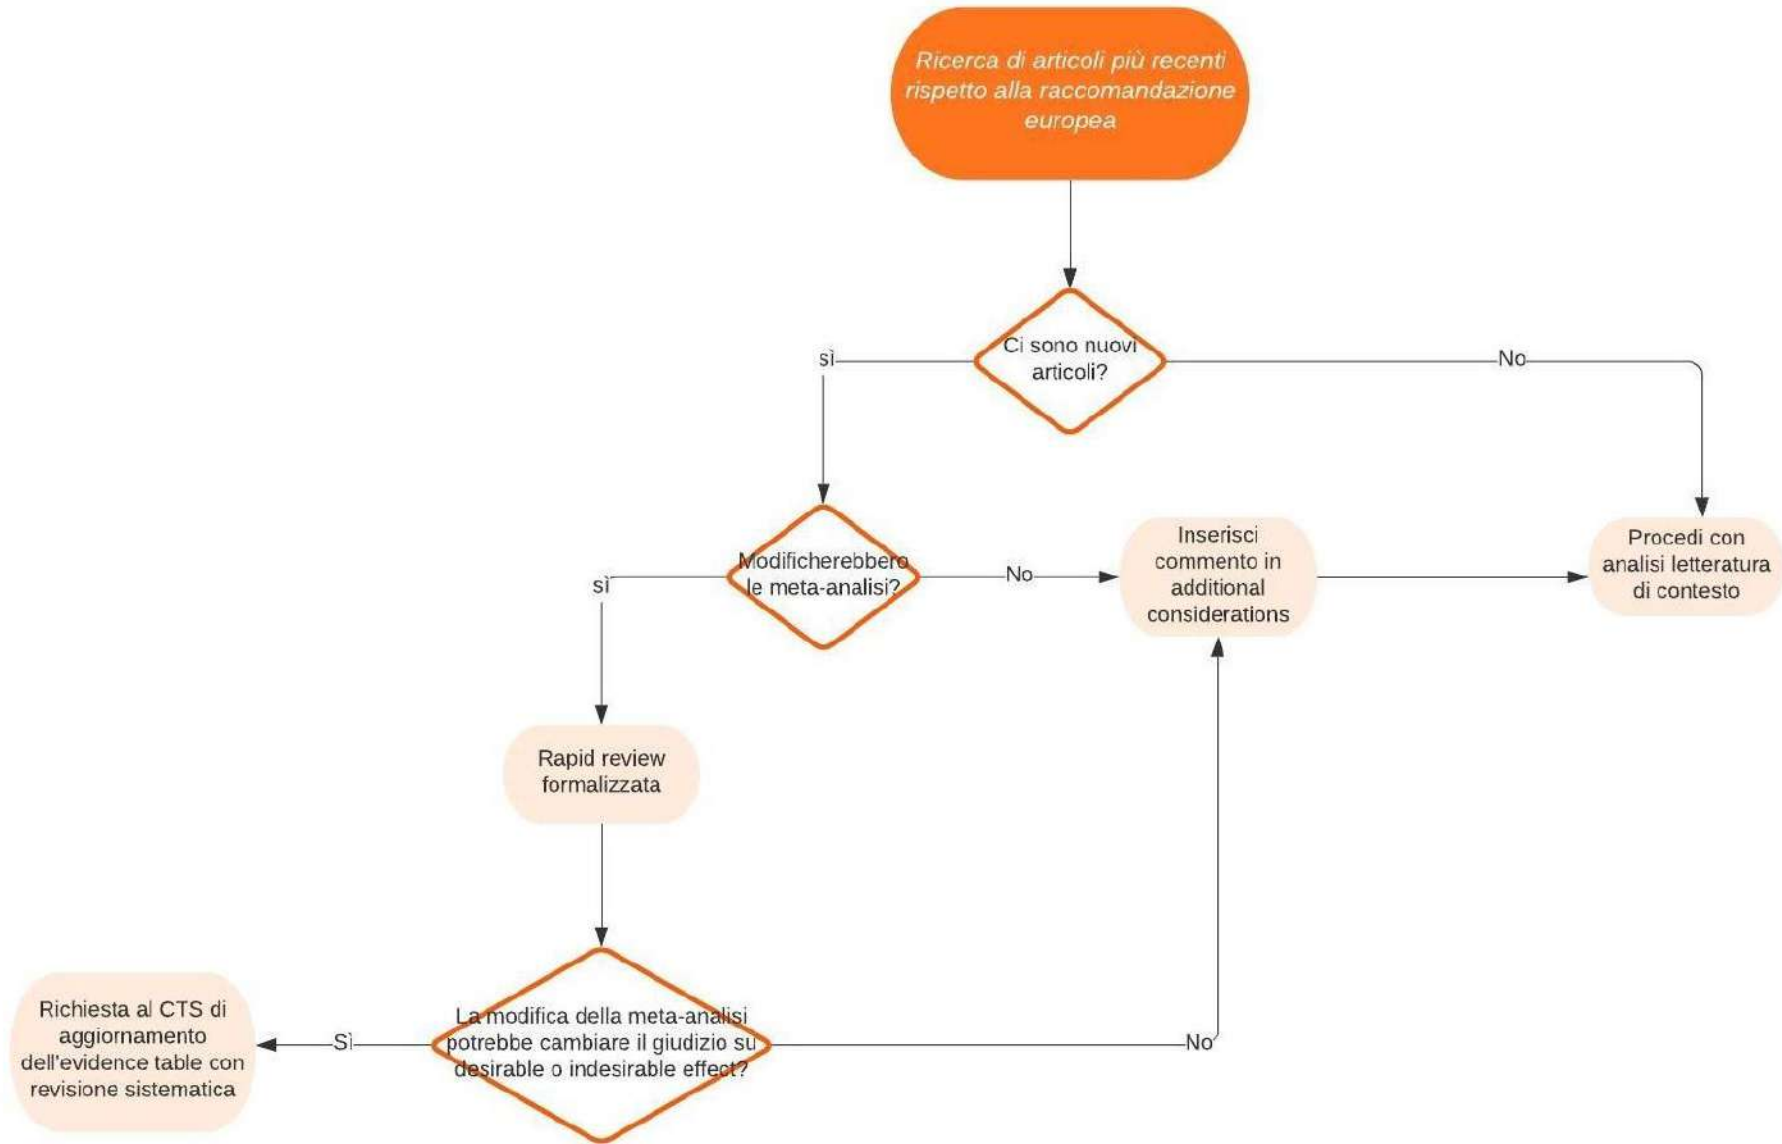 Ricerca di articoli più recenti
rispetto alla raccomandazione
europea
Ci sono nuovi
articoli?
sì
No
Modificherebbero
le meta-analisi?
sì
No
Inserisci
commento in
additional
considerations
Procedi con
analisi letteratura
di contesto
Rapid review
formalizzata
La modifica della meta-analisi
potrebbe cambiare il giudizio su
desirable o indesirable effect?
Sì
No
Richiesta al CTS di
aggiornamento
dell'evidence table con
revisione sistematica